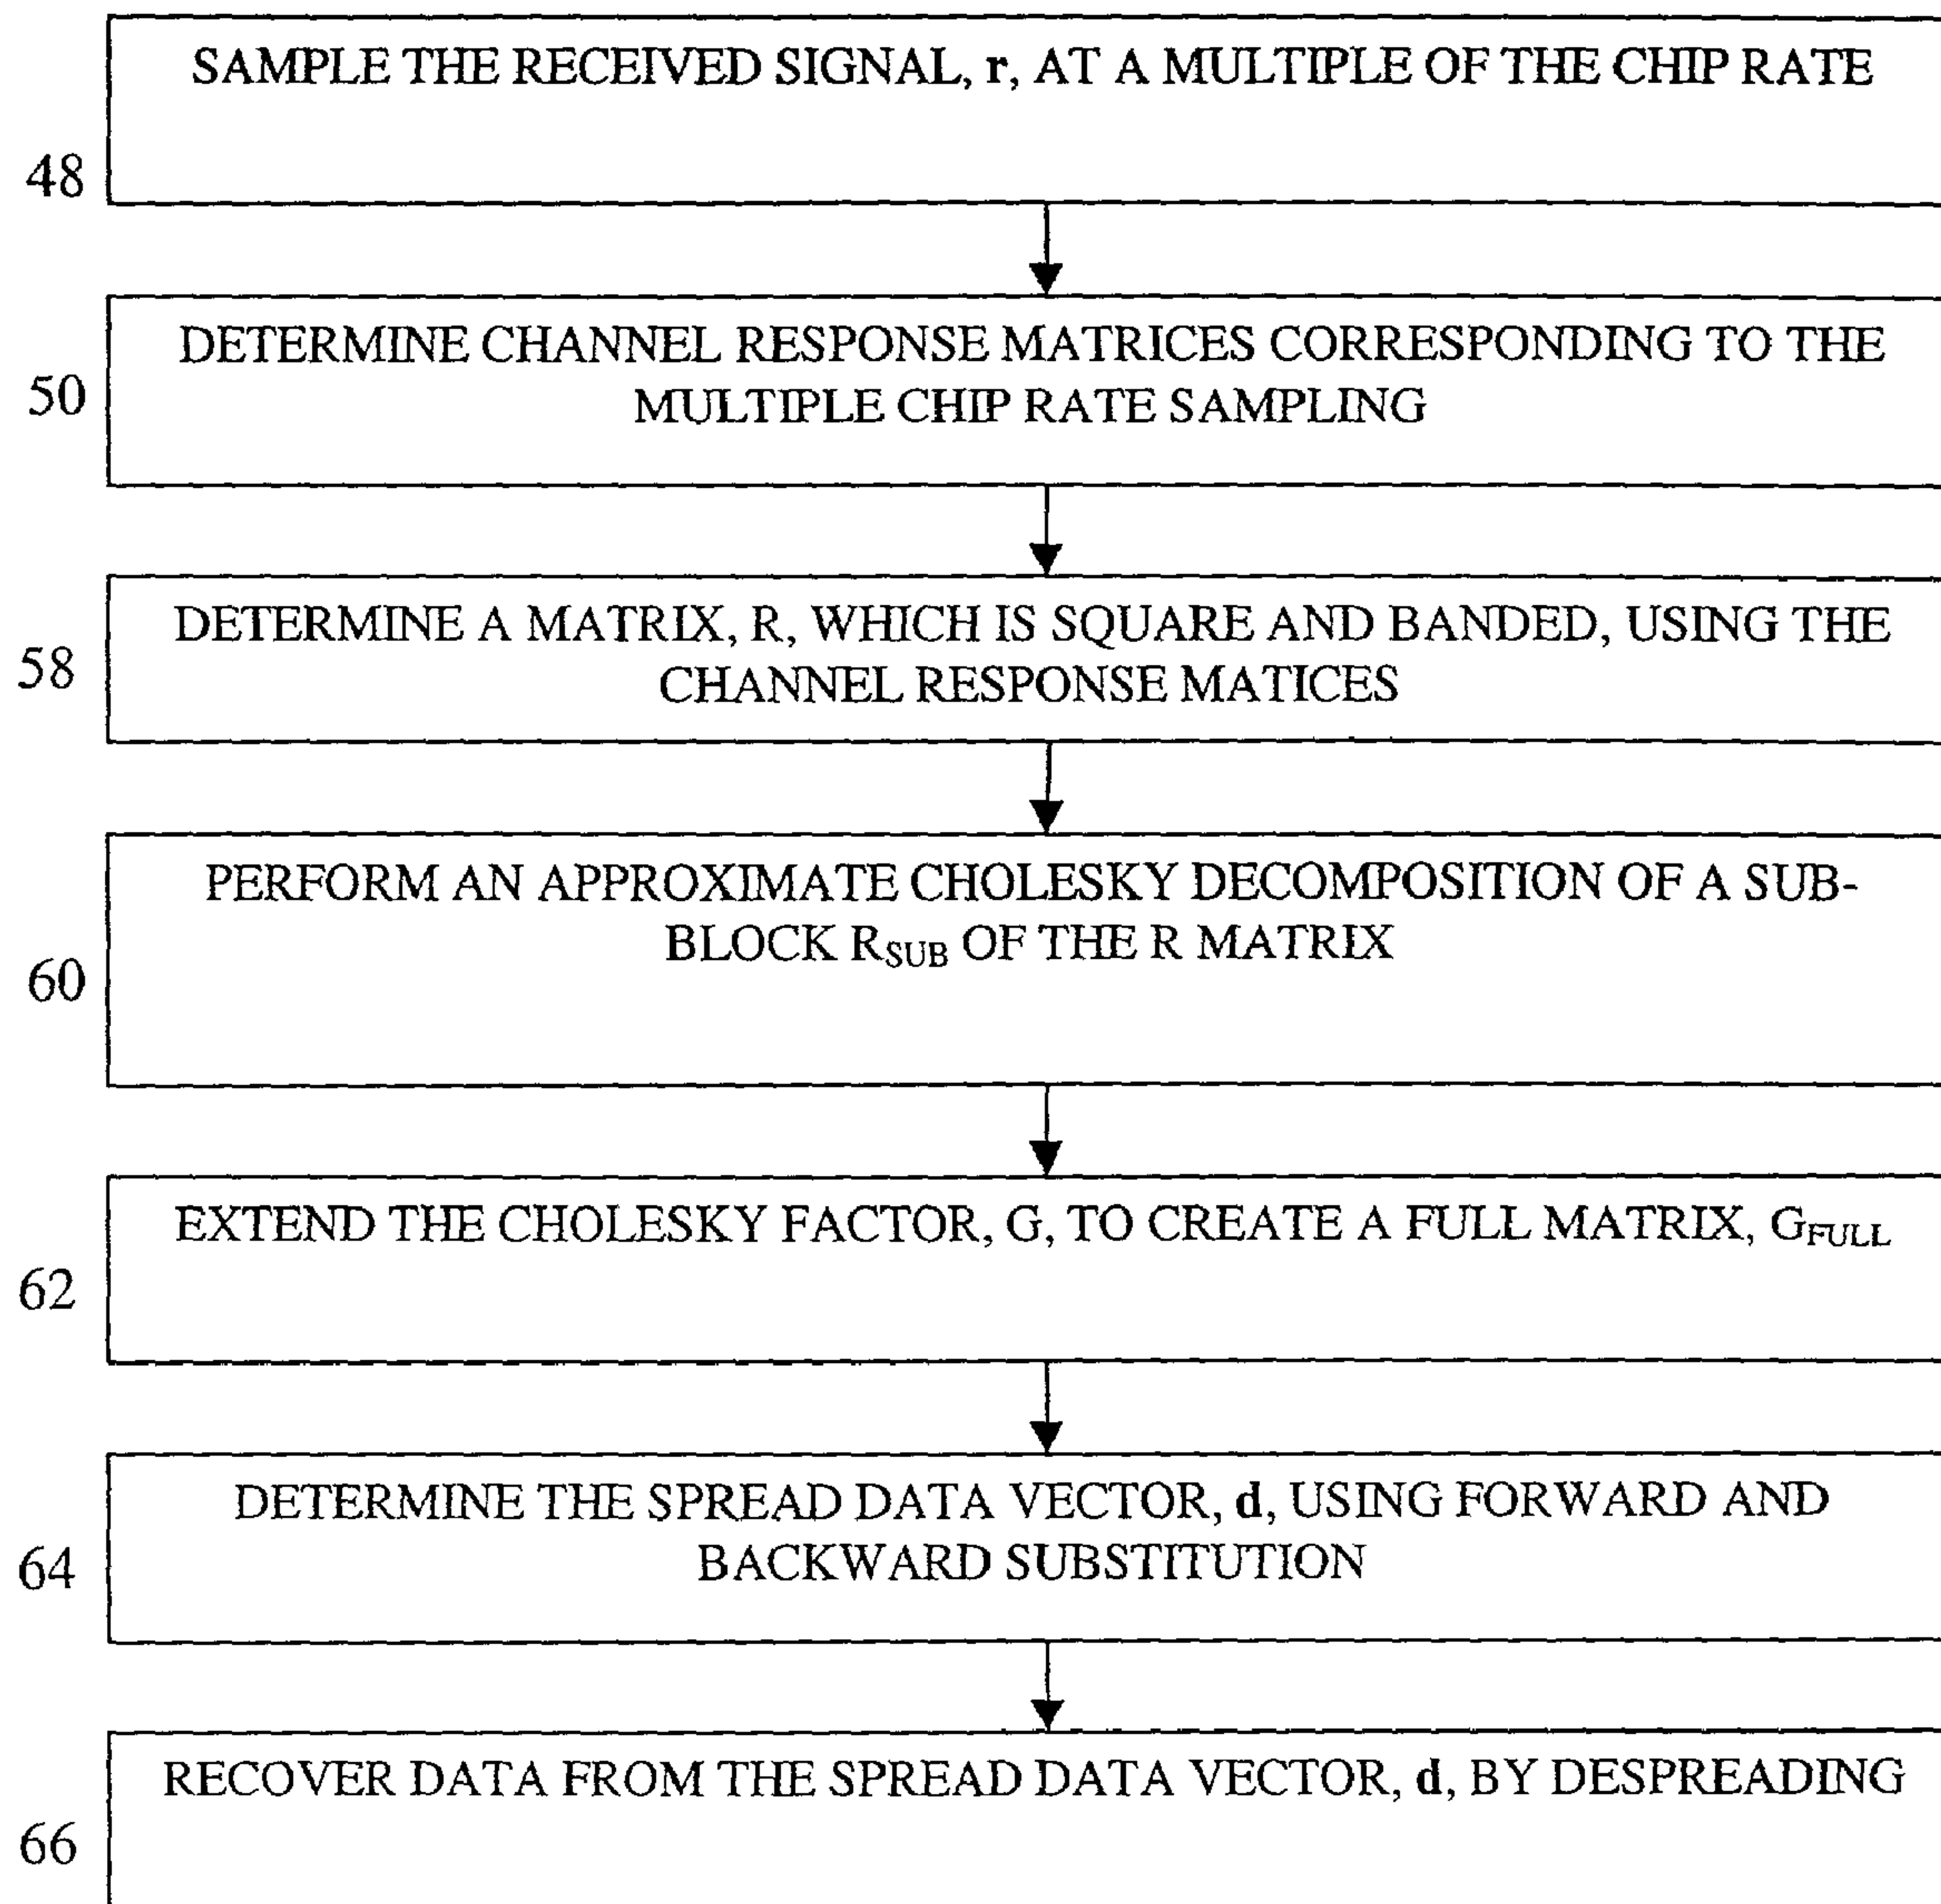 SAMPLE THE RECEIVED SIGNAL, r, AT A MULTIPLE OF THE CHIP RATE
48
DETERMINE CHANNEL RESPONSE MATRICES CORRESPONDING TO THE
MULTIPLE CHIP RATE SAMPLING
50
DETERMINE A MATRIX, R, WHICH IS SQUARE AND BANDED, USING THE
CHANNEL RESPONSE MATICES
58
PERFORM AN APPROXIMATE CHOLESKY DECOMPOSITION OF A SUB-
BLOCK RSUB OF THE R MATRIX
60
EXTEND THE CHOLESKY FACTOR, G, TO CREATE A FULL MATRIX, GFULL
62
DETERMINE THE SPREAD DATA VECTOR, d, USING FORWARD AND
BACKWARD SUBSTITUTION
64
RECOVER DATA FROM THE SPREAD DATA VECTOR, d, BY DESPREADING
66